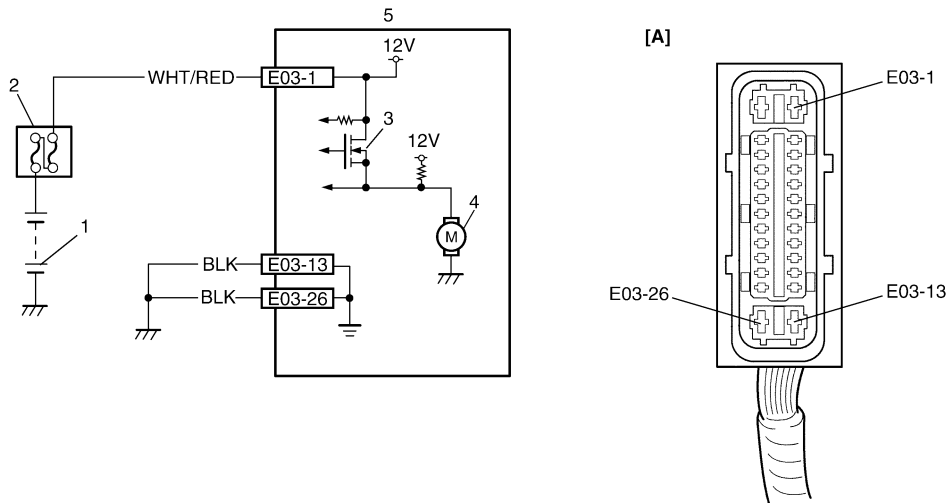 5
[A]
12V
WHT/RED
E03-1
E03-1
2
3
12V
1
4
M
BLK
E03-13
BLK
E03-26
E03-26
E03-13